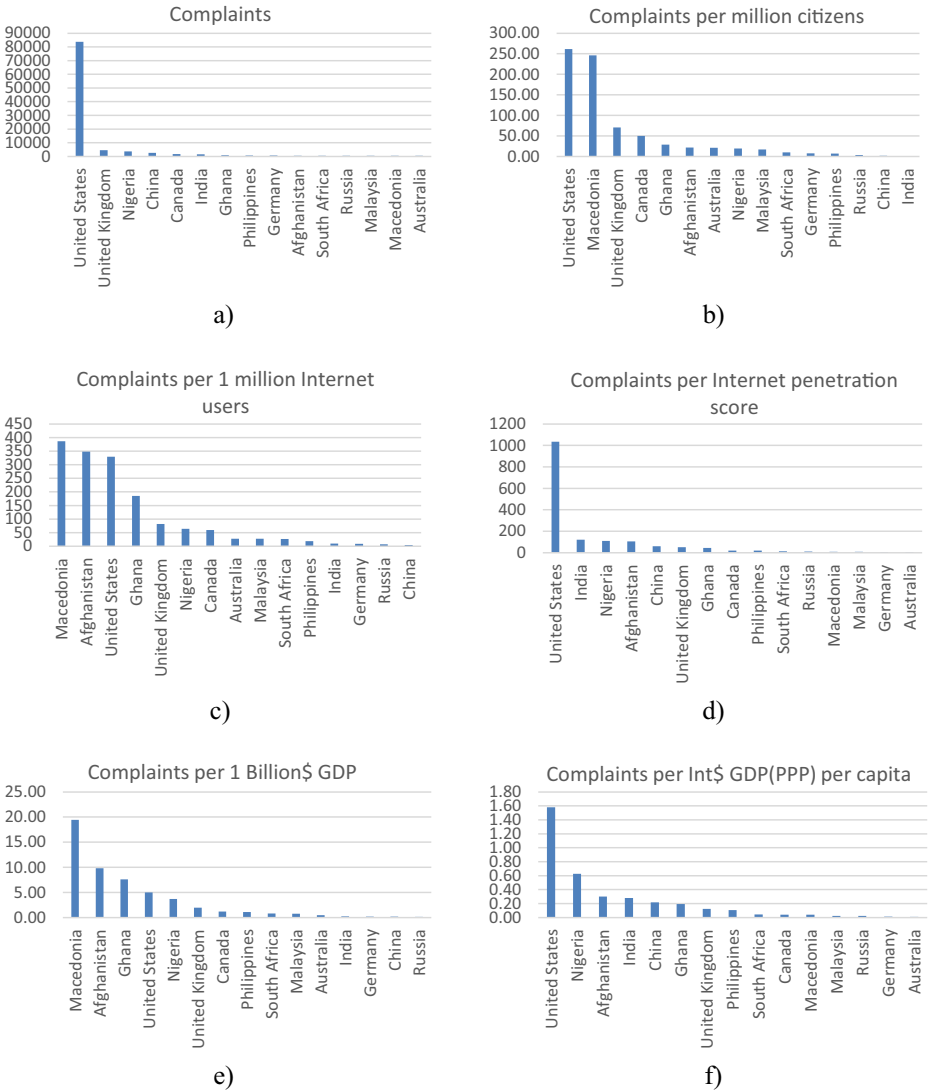 Complaints
90000
80000
70000
60000
50000
40000
30000
20000
10000
0
United States
United Kingdom
Nigeria
China
Canada
India
Ghana
Philippines
Germany
Afghanistan
South Africa
Russia
Malaysia
Macedonia
Australia
a)
Complaints per million citizens
300.00
250.00
200.00
150.00
100.00
50.00
0.00
United States
Macedonia
United Kingdom
Canada
Ghana
Afghanistan
Australia
Nigeria
Malaysia
South Africa
Germany
Philippines
Russia
China
India
b)
Complaints per 1 million Internet
users
450
400
350
300
250
200
150
100
50
0
Macedonia
Afghanistan
United States
Ghana
United Kingdom
Nigeria
Canada
Australia
Malaysia
South Africa
Philippines
India
Germany
Russia
China
c)
Complaints per Internet penetration
score
1200
1000
800
600
400
200
0
United States
India
Nigeria
Afghanistan
China
United Kingdom
Ghana
Canada
Philippines
South Africa
Russia
Macedonia
Malaysia
Germany
Australia
d)
Complaints per 1 Billion$ GDP
25.00
20.00
15.00
10.00
5.00
0.00
Macedonia
Afghanistan
Ghana
United States
Nigeria
United Kingdom
Canada
Philippines
South Africa
Malaysia
Australia
India
Germany
China
Russia
e)
Complaints per Int$ GDP(PPP) per capita
1.80
1.60
1.40
1.20
1.00
0.80
0.60
0.40
0.20
0.00
United States
Nigeria
Afghanistan
India
China
Ghana
United Kingdom
Philippines
South Africa
Canada
Macedonia
Malaysia
Russia
Germany
Australia
f)